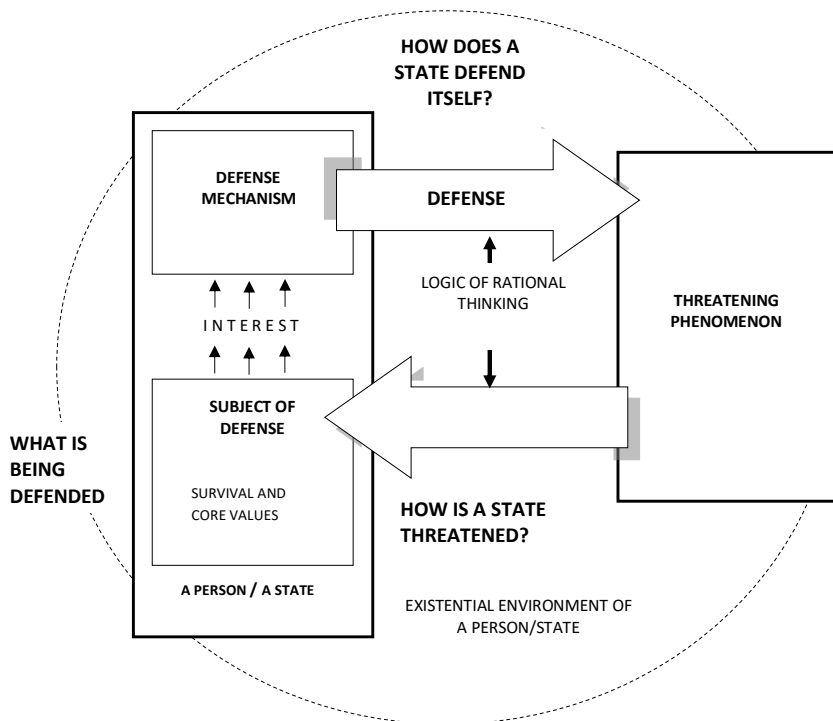 HOW DOES A
STATE DEFEND
ITSELF?
DEFENSE
MECHANISM
DEFENSE
LOGIC OF RATIONAL
THINKING
THREATENING
PHENOMENON
I N T E R E S T
SUBJECT OF
DEFENSE
WHAT IS
BEING
DEFENDED
SURVIVAL AND
CORE VALUES
HOW IS A STATE
THREATENED?
A PERSON / A STATE
EXISTENTIAL ENVIRONMENT OF
A PERSON/STATE